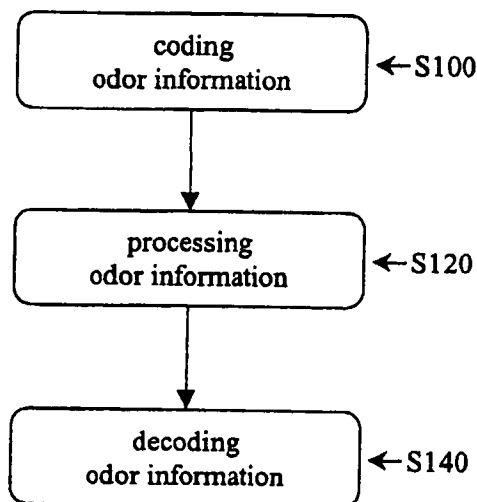 coding
odor information
←S100
processing
odor information
←S120
decoding
odor information
←S140